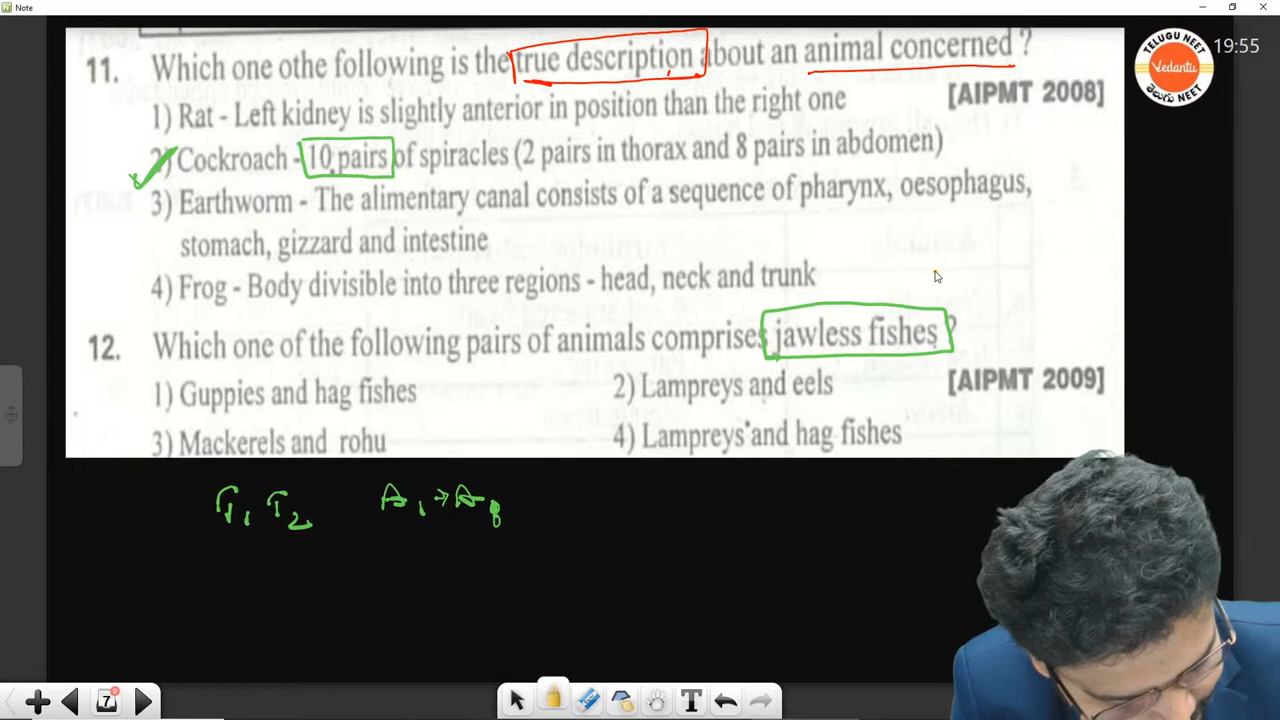 Note
19:55
TELUGU NEET
Vedantu
తెలుగు NEET
11. Which one othe following is the true description about an animal concerned ?
1) Rat - Left kidney is slightly anterior in position than the right one [AIPMT 2008]
2) Cockroach - 10 pairs of spiracles (2 pairs in thorax and 8 pairs in abdomen)
3) Earthworm - The alimentary canal consists of a sequence of pharynx, oesophagus,
stomach, gizzard and intestine
4) Frog - Body divisible into three regions - head, neck and trunk
12. Which one of the following pairs of animals comprises jawless fishes ?
1) Guppies and hag fishes 2) Lampreys and eels [AIPMT 2009]
3) Mackerels and rohu 4) Lampreys and hag fishes
T1 T2 A1 → A8
7
8
T